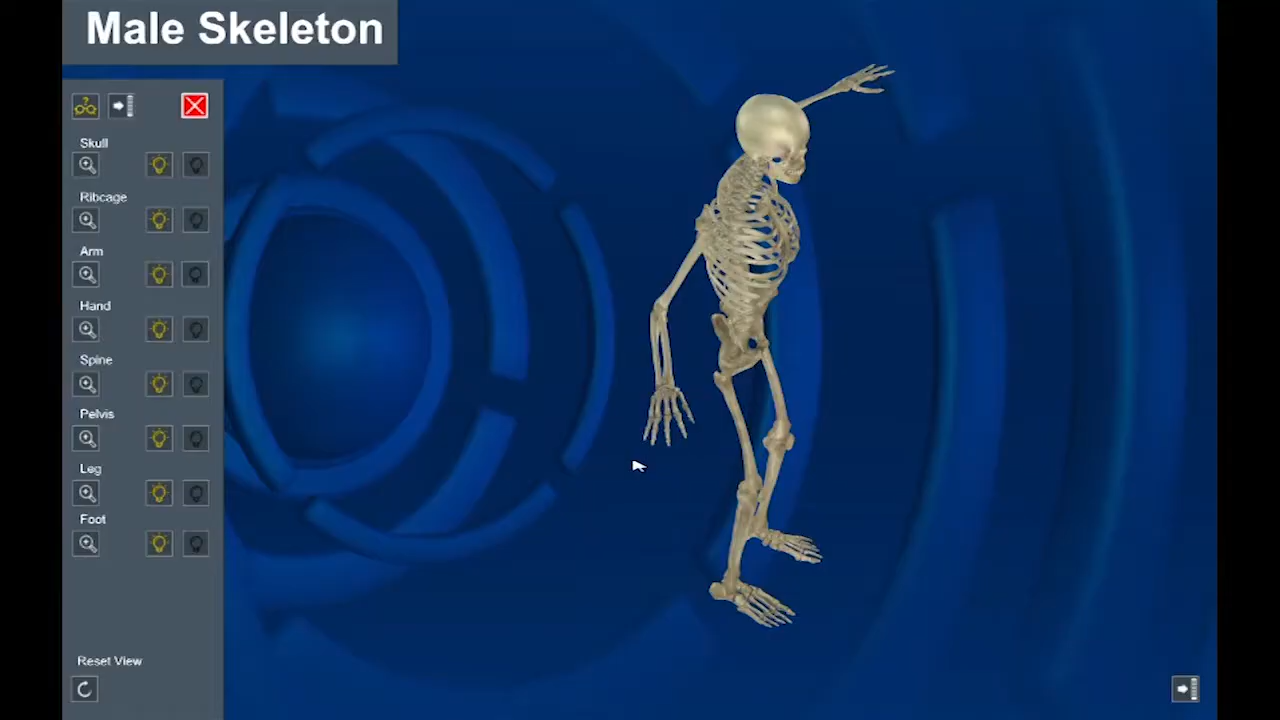 Male Skeleton
?
Skull
Ribcage
Arm
Hand
Spine
Pelvis
Leg
Foot
Reset View